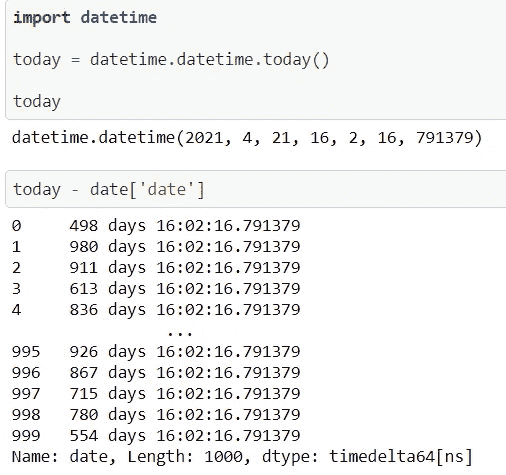 import datetime
today = datetime.datetime.today()
today
datetime.datetime(2021, 4, 21, 16, 2, 16, 791379)
today - date['date']
0 498 days 16:02:16.791379
1 980 days 16:02:16.791379
2 911 days 16:02:16.791379
3 613 days 16:02:16.791379
4 836 days 16:02:16.791379
...
995 926 days 16:02:16.791379
996 867 days 16:02:16.791379
997 715 days 16:02:16.791379
998 780 days 16:02:16.791379
999 554 days 16:02:16.791379
Name: date, Length: 1000, dtype: timedelta64[ns]